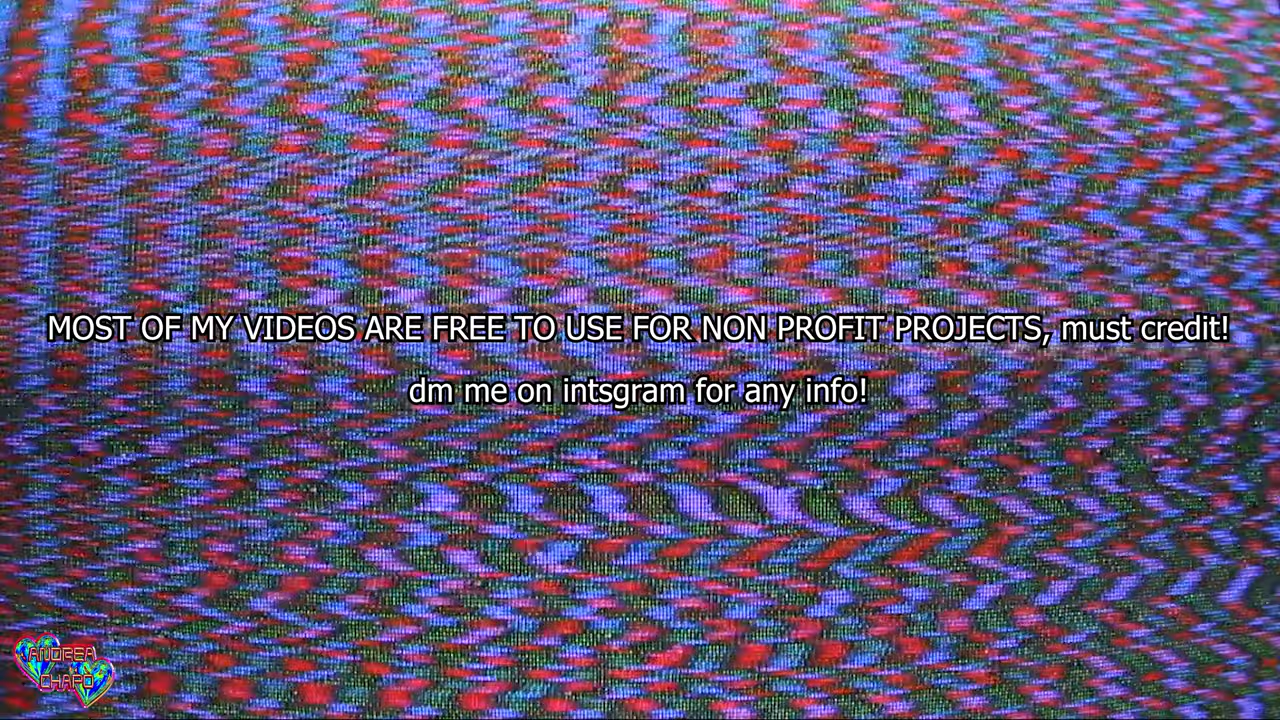 MOST OF MY VIDEOS ARE FREE TO USE FOR NON PROFIT PROJECTS, must credit!
dm me on intsgram for any info!
ANDREA
CHAPO